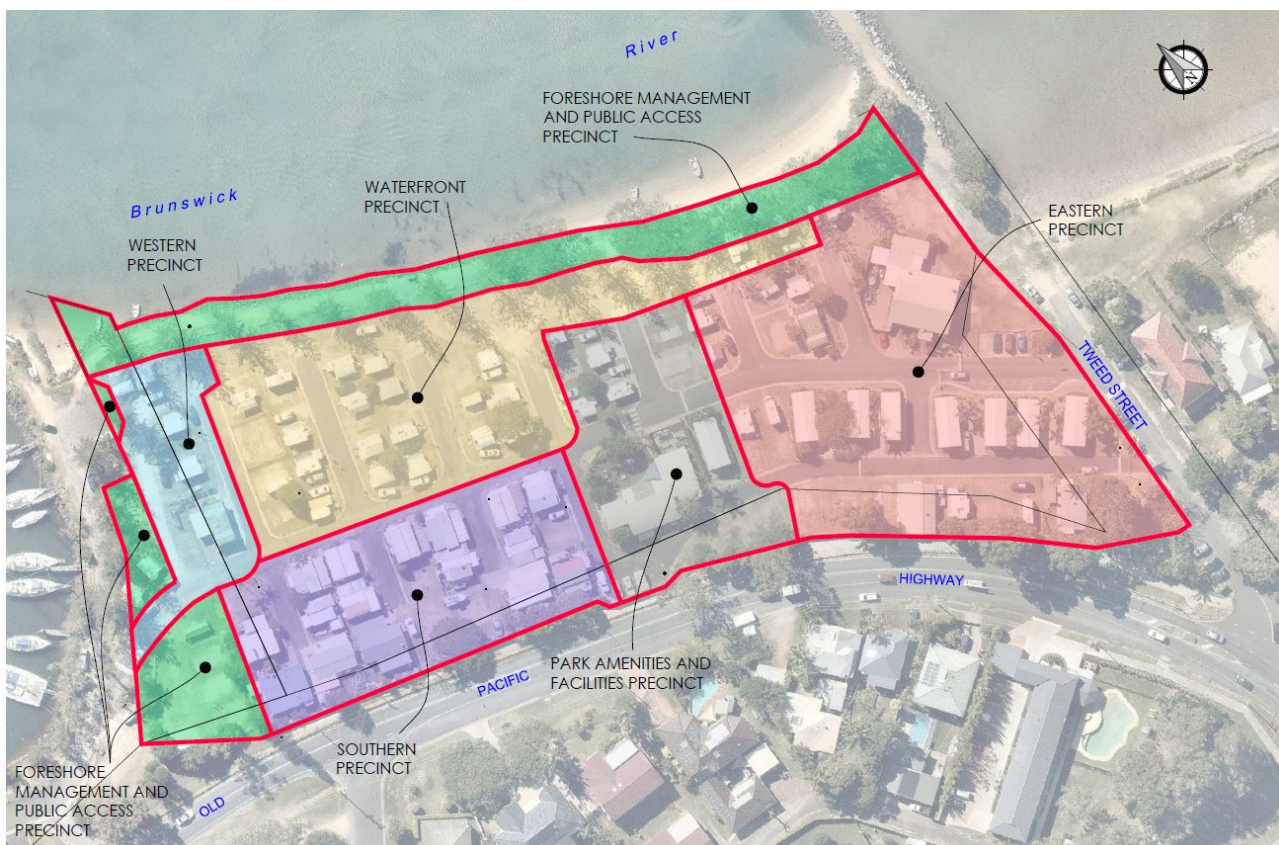 River
FORESHORE MANAGEMENT
AND PUBLIC ACCESS
PRECINCT
Brunswick
WATERFRONT
PRECINCT
WESTERN
PRECINCT
EASTERN
PRECINCT
TWEED STREET
HIGHWAY
PARK AMENITIES AND
FACILITIES PRECINCT
PACIFIC
SOUTHERN
PRECINCT
OLD
FORESHORE
MANAGEMENT AND
PUBLIC ACCESS
PRECINCT
N